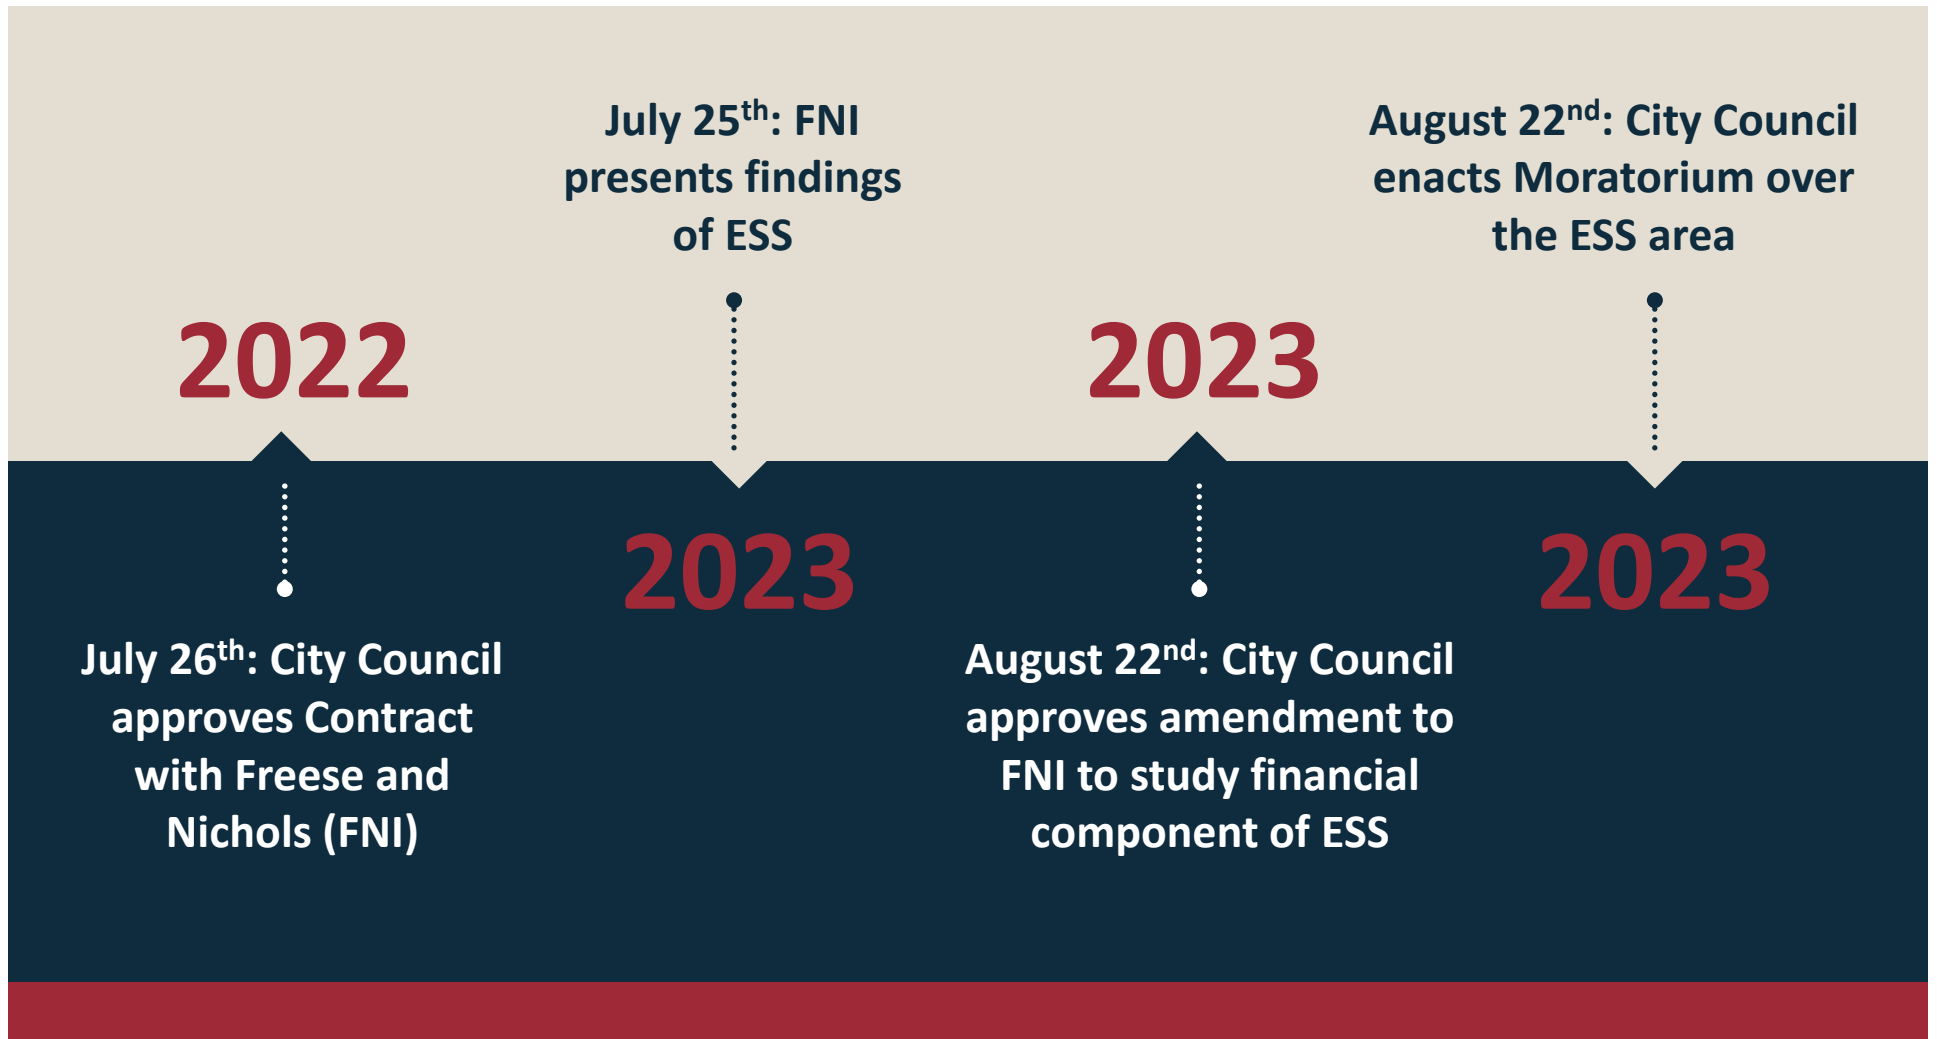 2022
July 26th: City Council
approves Contract
with Freese and
Nichols (FNI)
July 25th: FNI
presents findings
of ESS
2023
2023
August 22nd: City Council
approves amendment to
FNI to study financial
component of ESS
August 22nd: City Council
enacts Moratorium over
the ESS area
2023